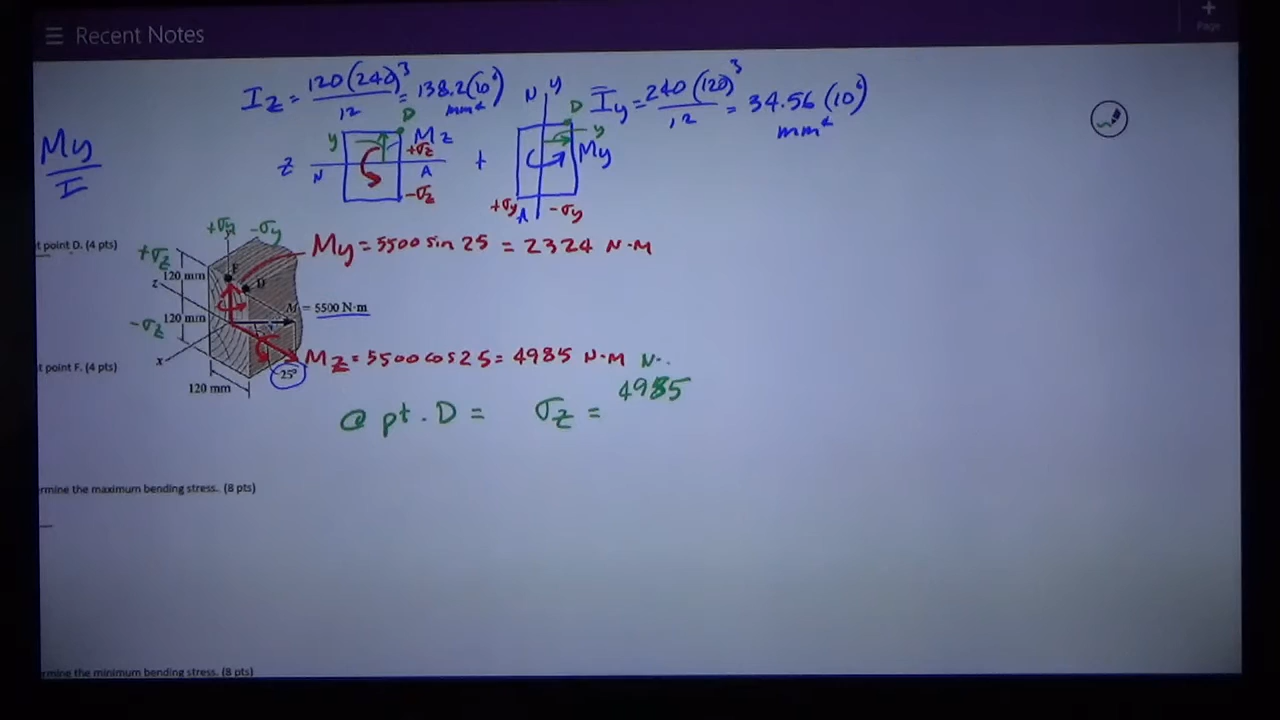 Recent Notes
Page
Iz = 120(240)³/12 = 138.2(10⁶) mm⁴
N y
Īy = 240(120)³/12 = 34.56(10⁶) mm⁴
My/I
y D Mz
z N A
+σz
-σz
+
D
y
My
+σy A -σy
t point D. (4 pts)
+σy -σy
+σz
120 mm
z
F
D
My = 5500 sin 25 = 2324 N·M
M = 5500 N·m
-σz
120 mm
x
25°
120 mm
Mz = 5500 cos 25 = 4985 N·M N·
t point F. (4 pts)
@ pt. D = σz = 4985
rmine the maximum bending stress. (8 pts)
rmine the minimum bending stress. (8 pts)